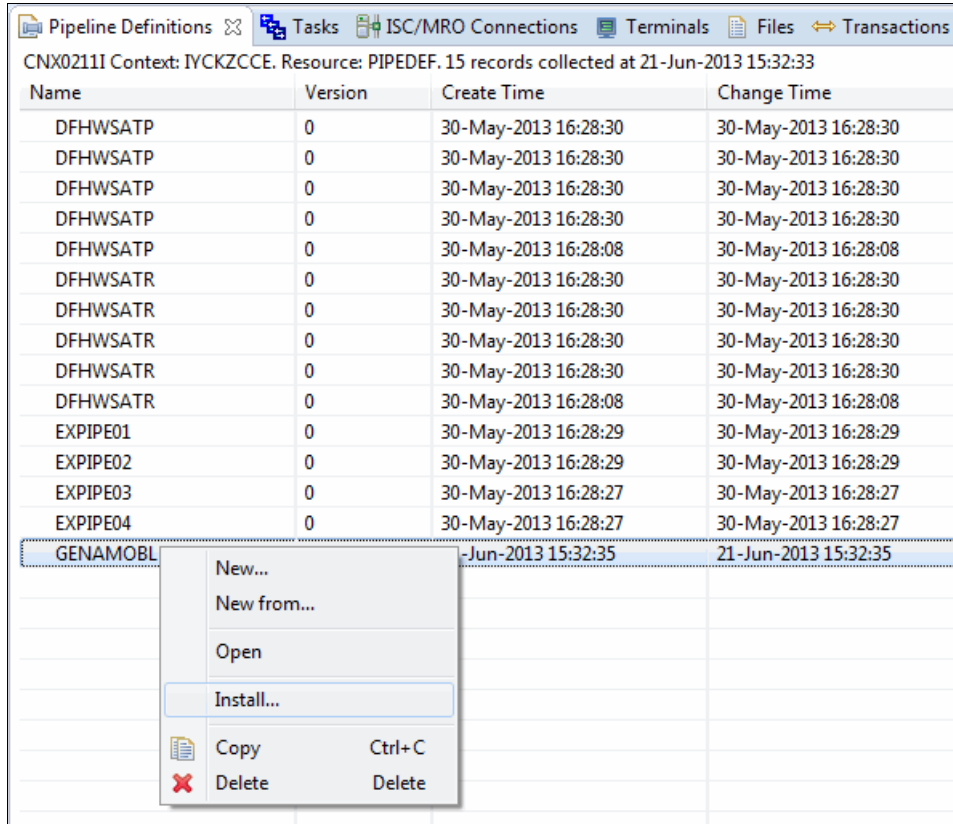 Pipeline Definitions Tasks ISC/MRO Connections Terminals Files Transactions
CNX0211I Context: IYCKZCCE. Resource: PIPEDEF. 15 records collected at 21-Jun-2013 15:32:33
Name Version Create Time Change Time
DFHWSATP 0 30-May-2013 16:28:30 30-May-2013 16:28:30
DFHWSATP 0 30-May-2013 16:28:30 30-May-2013 16:28:30
DFHWSATP 0 30-May-2013 16:28:30 30-May-2013 16:28:30
DFHWSATP 0 30-May-2013 16:28:30 30-May-2013 16:28:30
DFHWSATP 0 30-May-2013 16:28:08 30-May-2013 16:28:08
DFHWSATR 0 30-May-2013 16:28:30 30-May-2013 16:28:30
DFHWSATR 0 30-May-2013 16:28:30 30-May-2013 16:28:30
DFHWSATR 0 30-May-2013 16:28:30 30-May-2013 16:28:30
DFHWSATR 0 30-May-2013 16:28:30 30-May-2013 16:28:30
DFHWSATR 0 30-May-2013 16:28:08 30-May-2013 16:28:08
EXPIPE01 0 30-May-2013 16:28:29 30-May-2013 16:28:29
EXPIPE02 0 30-May-2013 16:28:29 30-May-2013 16:28:29
EXPIPE03 0 30-May-2013 16:28:27 30-May-2013 16:28:27
EXPIPE04 0 30-May-2013 16:28:27 30-May-2013 16:28:27
GENAMOBL -Jun-2013 15:32:35 21-Jun-2013 15:32:35
New...
New from...
Open
Install...
Copy Ctrl+C
Delete Delete